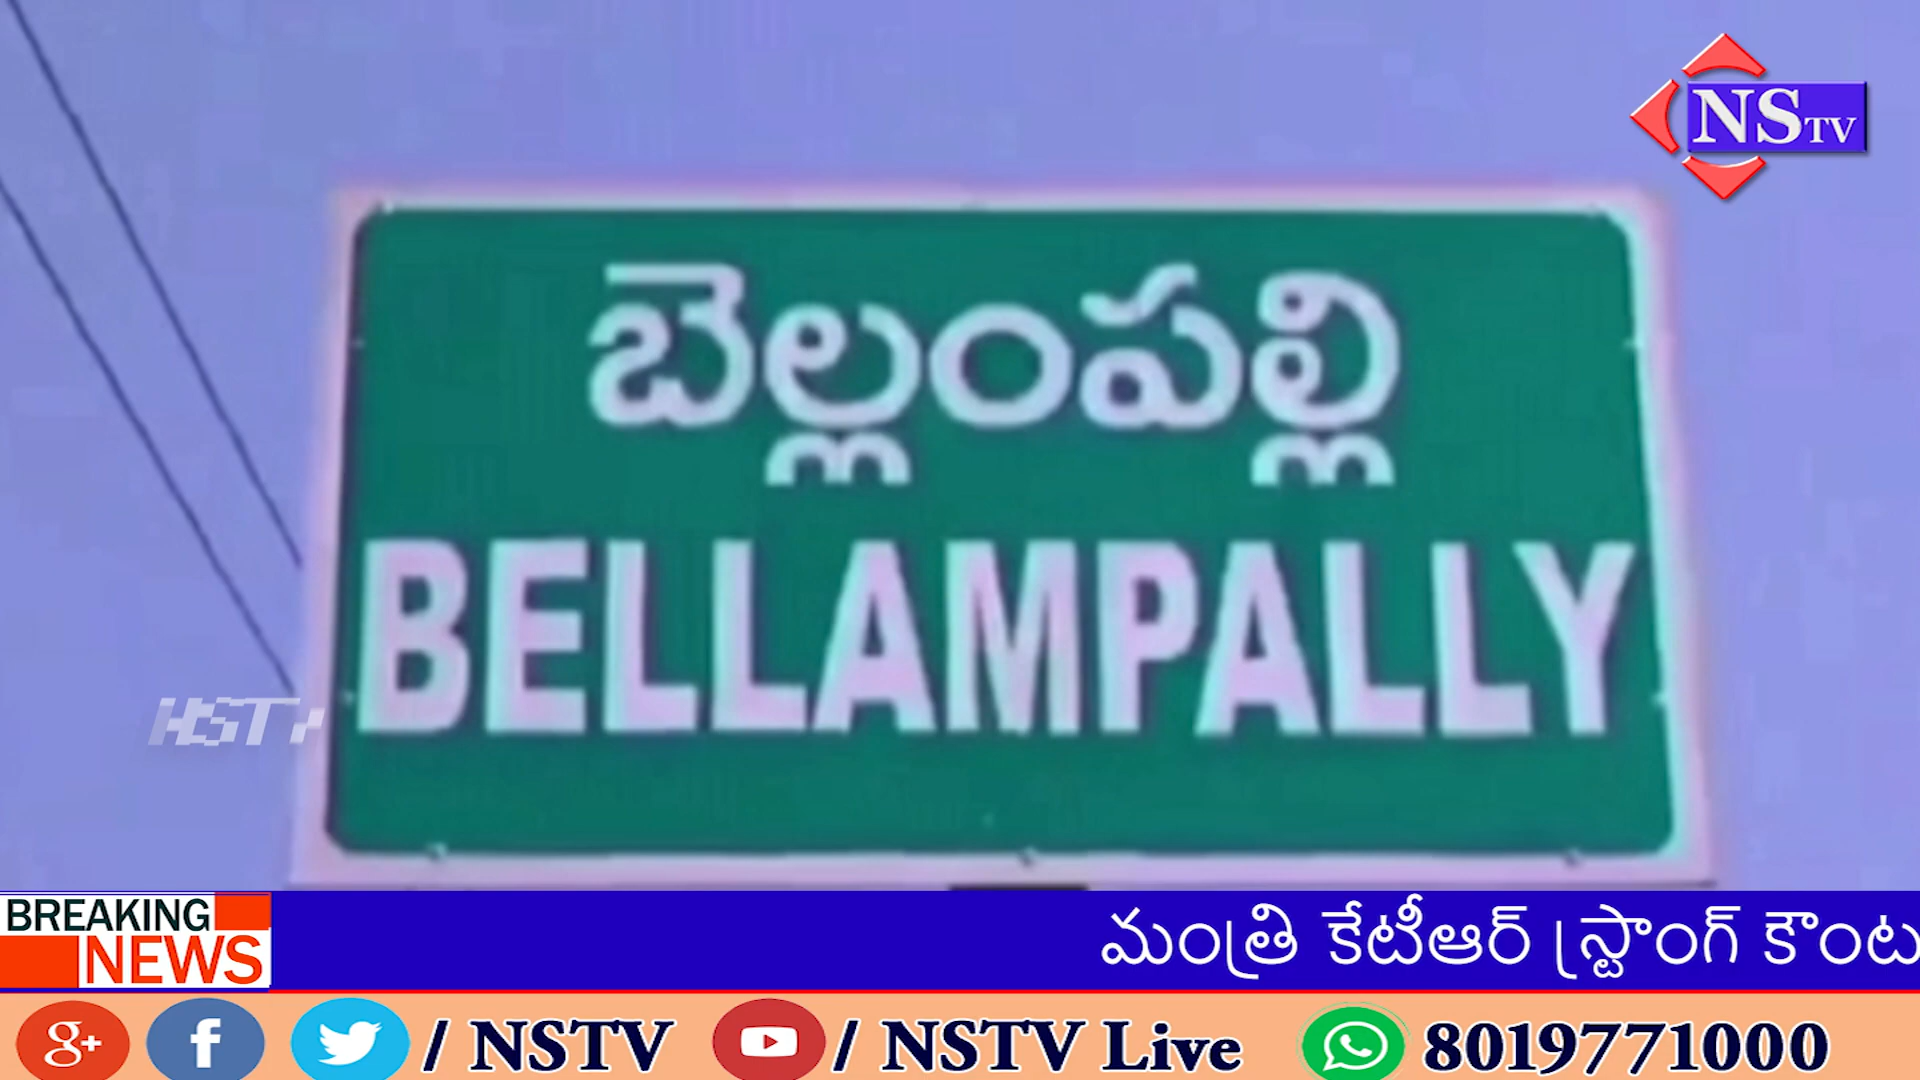 NSTV
బెల్లంపల్లి
BELLAMPALLY
BREAKING
NEWS
మంత్రి కేటీఆర్ స్ట్రాంగ్ కౌంట
g+ f / NSTV / NSTV Live 8019771000